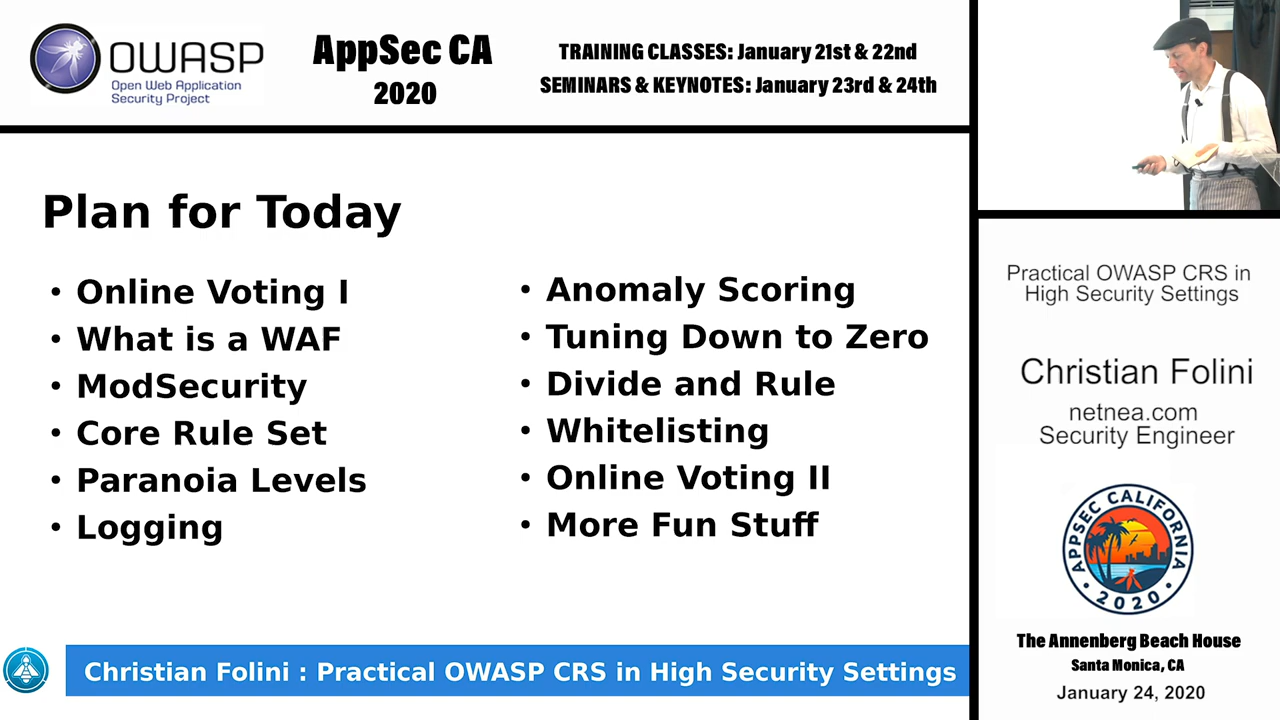 OWASP
Open Web Application
Security Project
AppSec CA
2020
TRAINING CLASSES: January 21st & 22nd
SEMINARS & KEYNOTES: January 23rd & 24th
Plan for Today
• Online Voting I
• What is a WAF
• ModSecurity
• Core Rule Set
• Paranoia Levels
• Logging
• Anomaly Scoring
• Tuning Down to Zero
• Divide and Rule
• Whitelisting
• Online Voting II
• More Fun Stuff
Christian Folini : Practical OWASP CRS in High Security Settings
Practical OWASP CRS in
High Security Settings
Christian Folini
netnea.com
Security Engineer
APPSEC CALIFORNIA
• 2020 •
The Annenberg Beach House
Santa Monica, CA
January 24, 2020